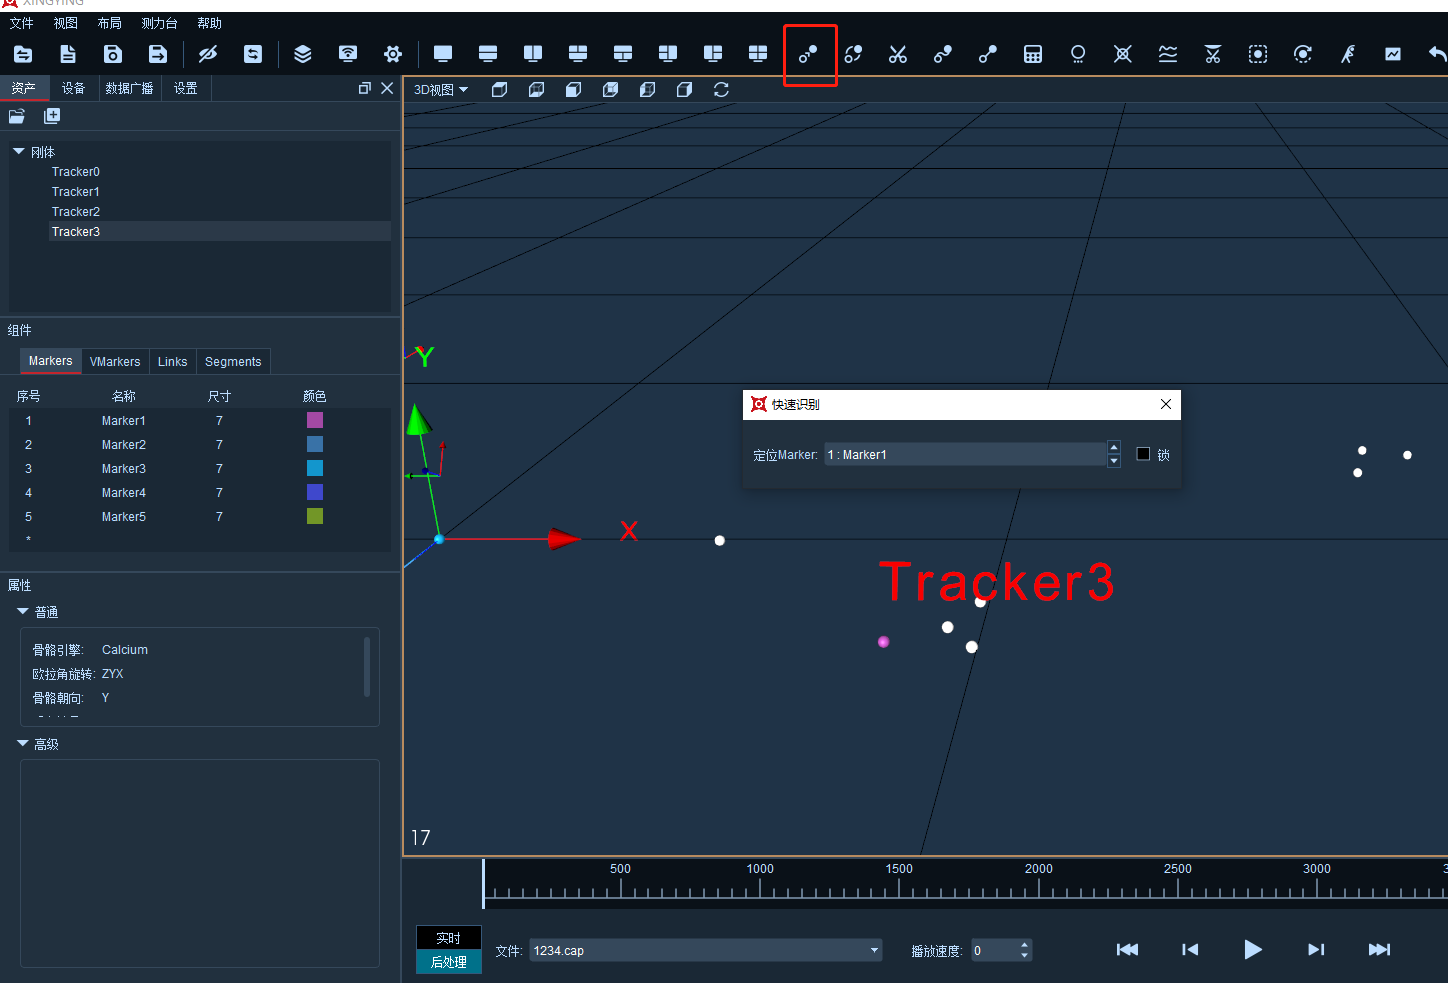 XINGYING
文件 视图 布局 测力台 帮助
资产 设备 数据广播 设置
3D视图
刚体
Tracker0
Tracker1
Tracker2
Tracker3
组件
Markers VMarkers Links Segments
序号 名称 尺寸 颜色
1 Marker1 7
2 Marker2 7
3 Marker3 7
4 Marker4 7
5 Marker5 7
*
属性
普通
骨骼引擎: Calcium
欧拉角旋转: ZYX
骨骼朝向: Y
高级
Y
X
快速识别
定位Marker: 1 : Marker1 锁
Tracker3
17
500 1000 1500 2000 2500 3000
实时
后处理
文件: 1234.cap 播放速度: 0